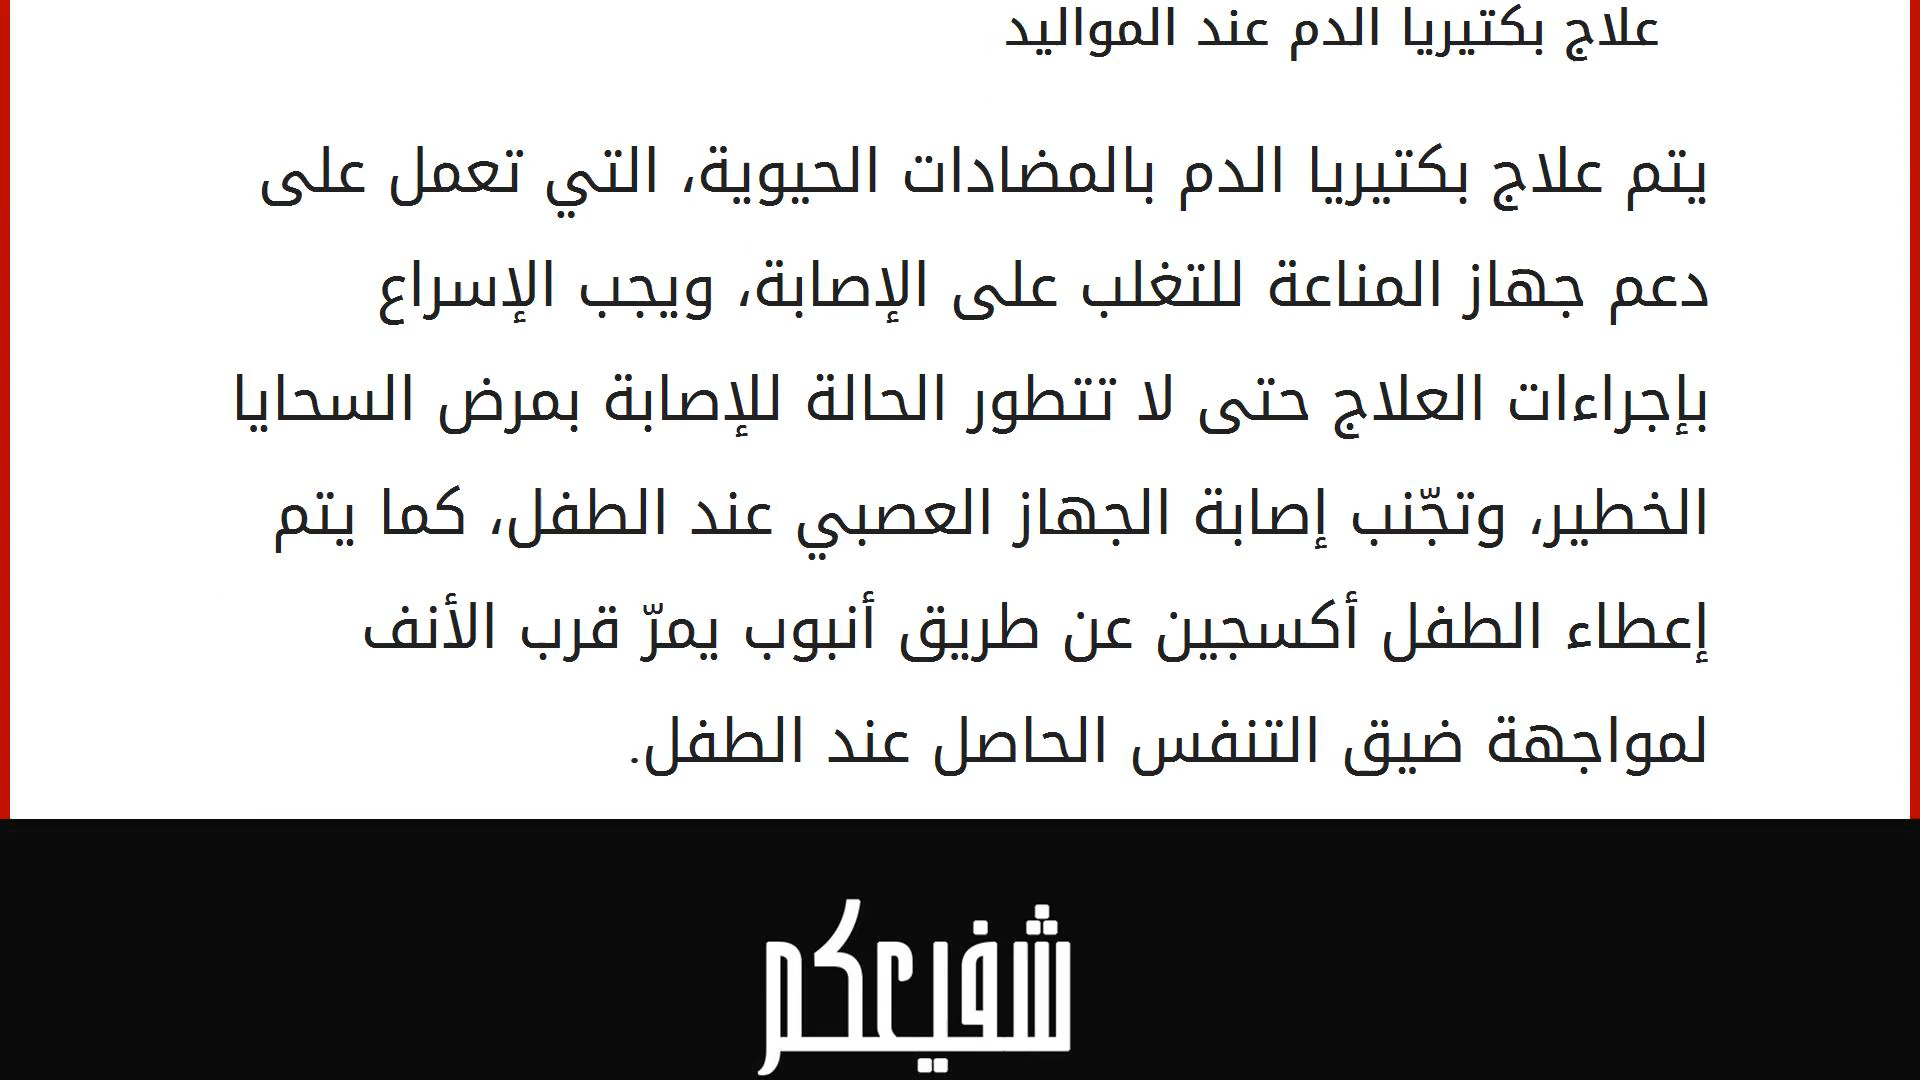 علاج بكتيريا الدم عند المواليد
يتم علاج بكتيريا الدم بالمضادات الحيوية، التي تعمل على
دعم جهاز المناعة للتغلب على الإصابة، ويجب الإسراع
بإجراءات العلاج حتى لا تتطور الحالة للإصابة بمرض السحايا
الخطير، وتجّنب إصابة الجهاز العصبي عند الطفل، كما يتم
إعطاء الطفل أكسجين عن طريق أنبوب يمرّ قرب الأنف
لمواجهة ضيق التنفس الحاصل عند الطفل.
شفيعكم